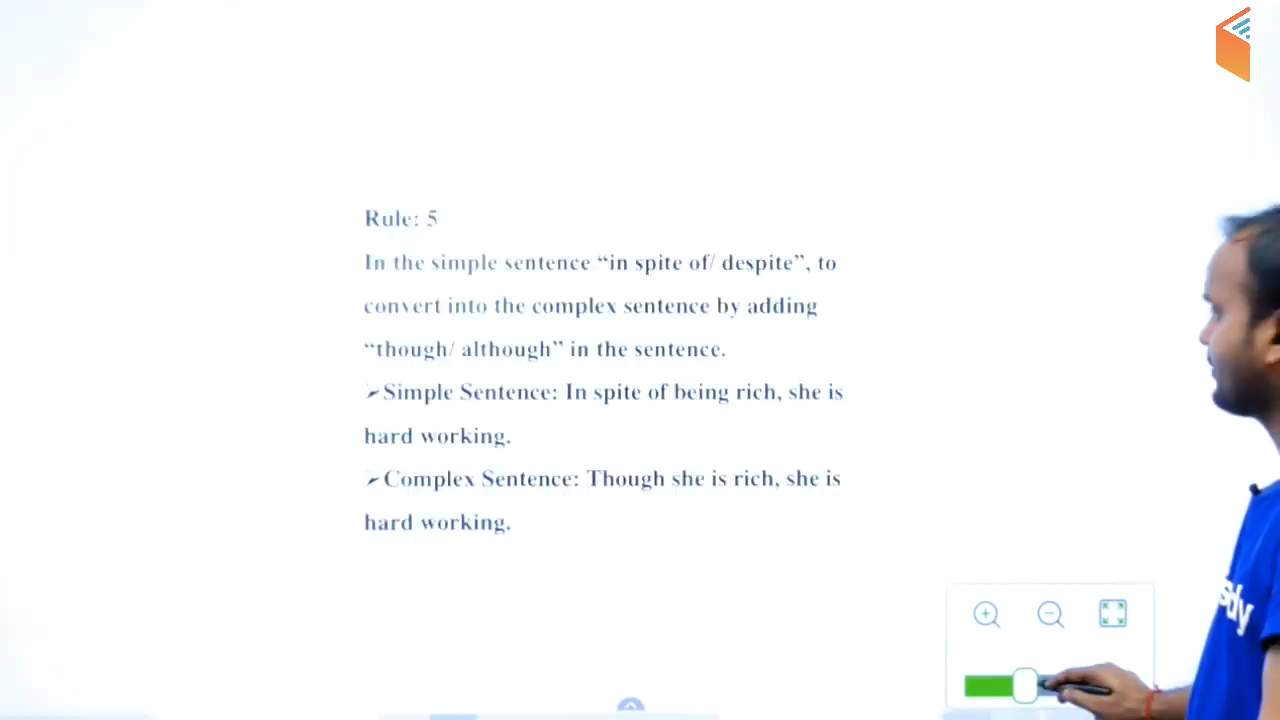 Rule: 5
In the simple sentence “in spite of/ despite”, to
convert into the complex sentence by adding
“though/ although” in the sentence.
➢Simple Sentence: In spite of being rich, she is
hard working.
➢Complex Sentence: Though she is rich, she is
hard working.